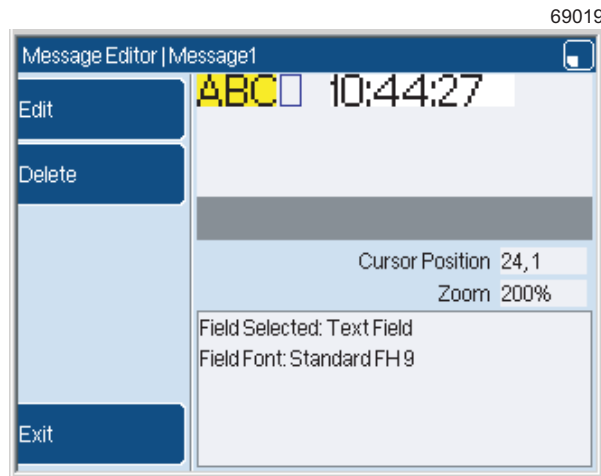 69019
Message Editor | Message1
Edit
ABC 10:44:27
Delete
Cursor Position 24,1
Zoom 200%
Field Selected: Text Field
Field Font: Standard FH 9
Exit